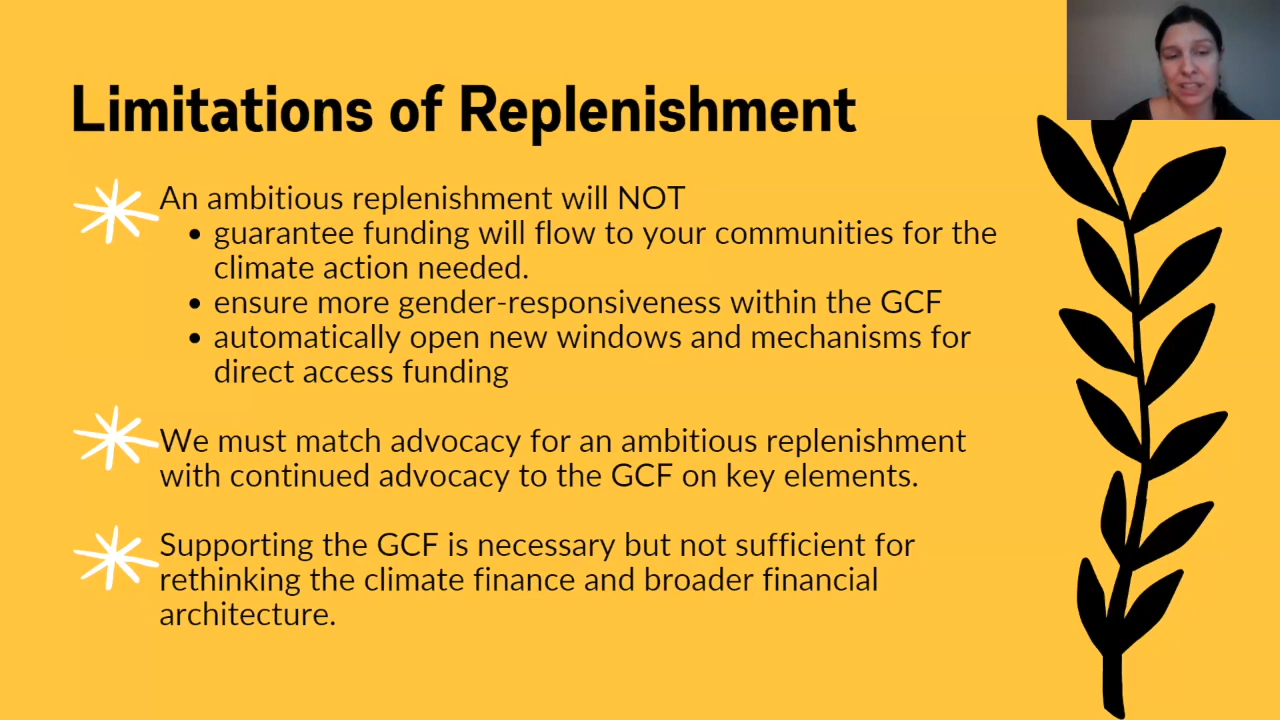 Limitations of Replenishment
An ambitious replenishment will NOT
• guarantee funding will flow to your communities for the
climate action needed.
• ensure more gender-responsiveness within the GCF
• automatically open new windows and mechanisms for
direct access funding
We must match advocacy for an ambitious replenishment
with continued advocacy to the GCF on key elements.
Supporting the GCF is necessary but not sufficient for
rethinking the climate finance and broader financial
architecture.